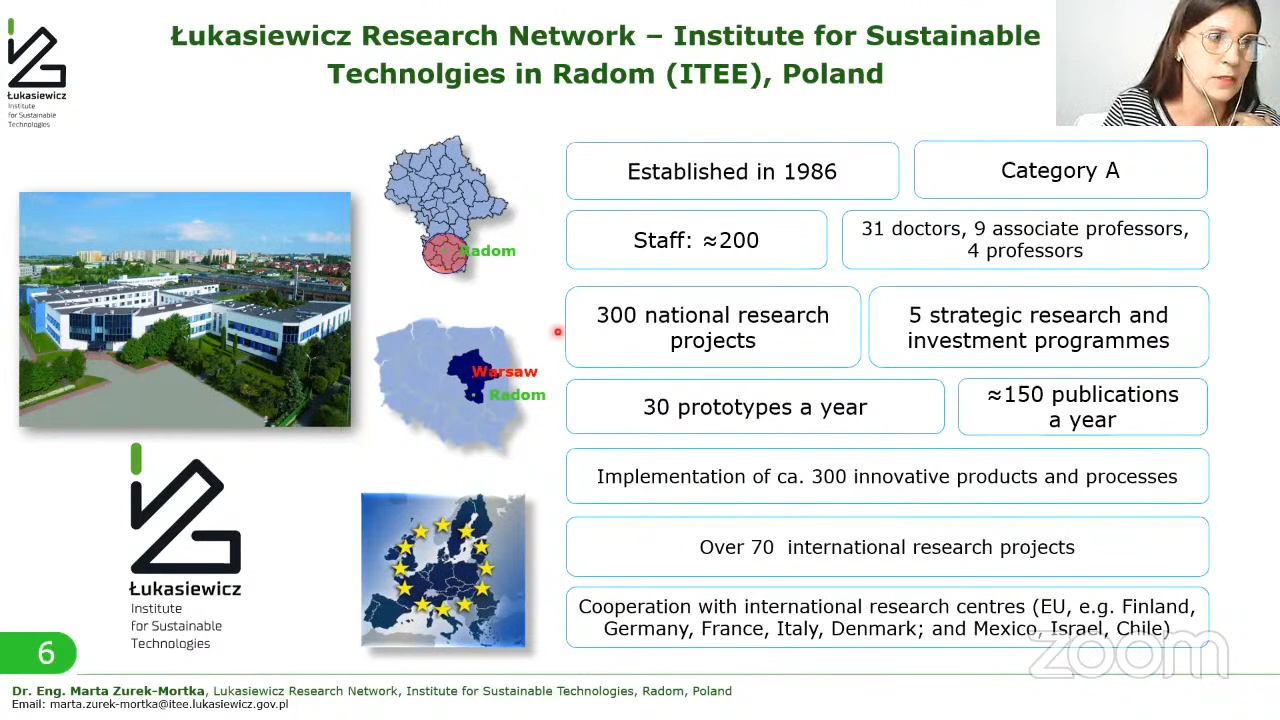 Łukasiewicz Research Network – Institute for Sustainable
Technolgies in Radom (ITEE), Poland
Łukasiewicz
Institute
for Sustainable
Technologies
Radom
Warsaw
Radom
Established in 1986
Category A
Staff: ≈200
31 doctors, 9 associate professors,
4 professors
300 national research
projects
5 strategic research and
investment programmes
30 prototypes a year
≈150 publications
a year
Implementation of ca. 300 innovative products and processes
Over 70 international research projects
Cooperation with international research centres (EU, e.g. Finland,
Germany, France, Italy, Denmark; and Mexico, Israel, Chile)
Łukasiewicz
Institute
for Sustainable
Technologies
6
zoom
Dr. Eng. Marta Zurek-Mortka, Lukasiewicz Research Network, Institute for Sustainable Technologies, Radom, Poland
Email: marta.zurek-mortka@itee.lukasiewicz.gov.pl